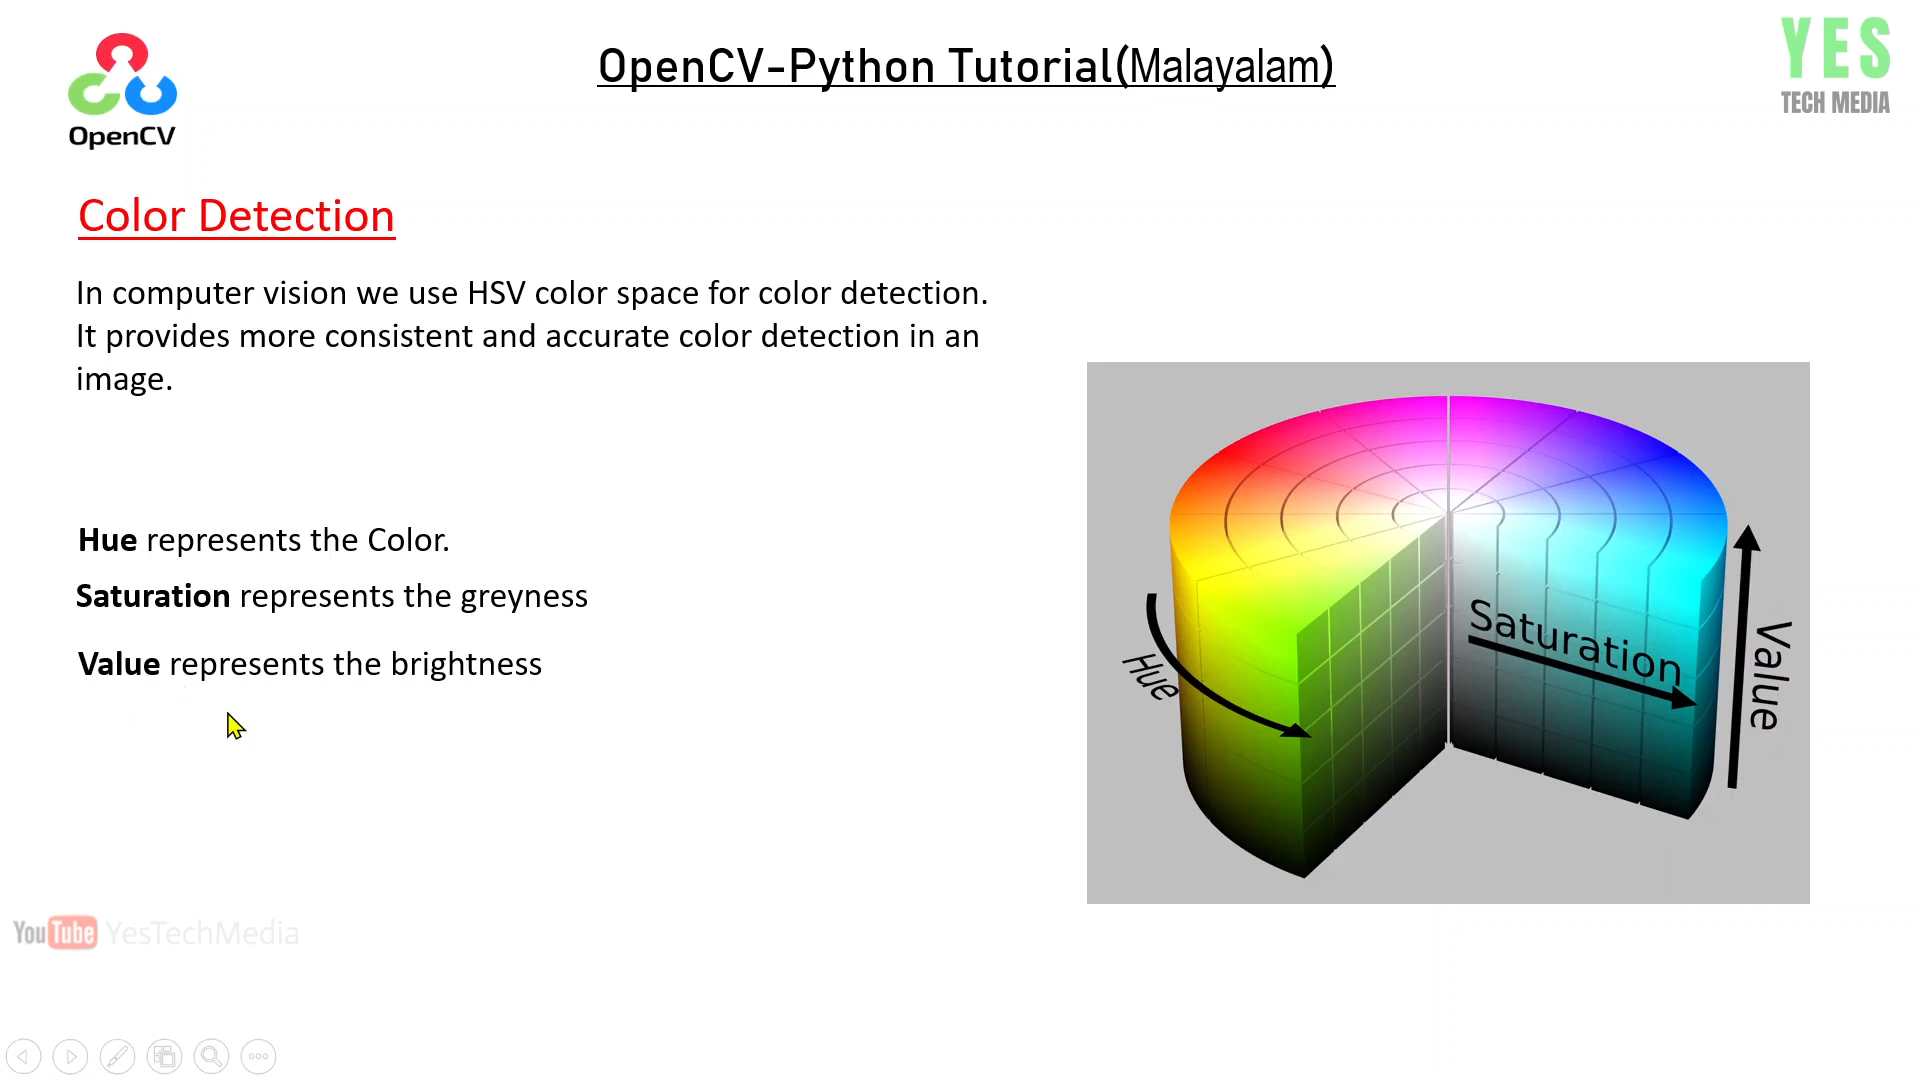 OpenCV
OpenCV-Python Tutorial(Malayalam)
YES
TECH MEDIA
Color Detection
In computer vision we use HSV color space for color detection.
It provides more consistent and accurate color detection in an
image.
Hue represents the Color.
Saturation represents the greyness
Value represents the brightness
Hue
Saturation
Value
YouTube YesTechMedia